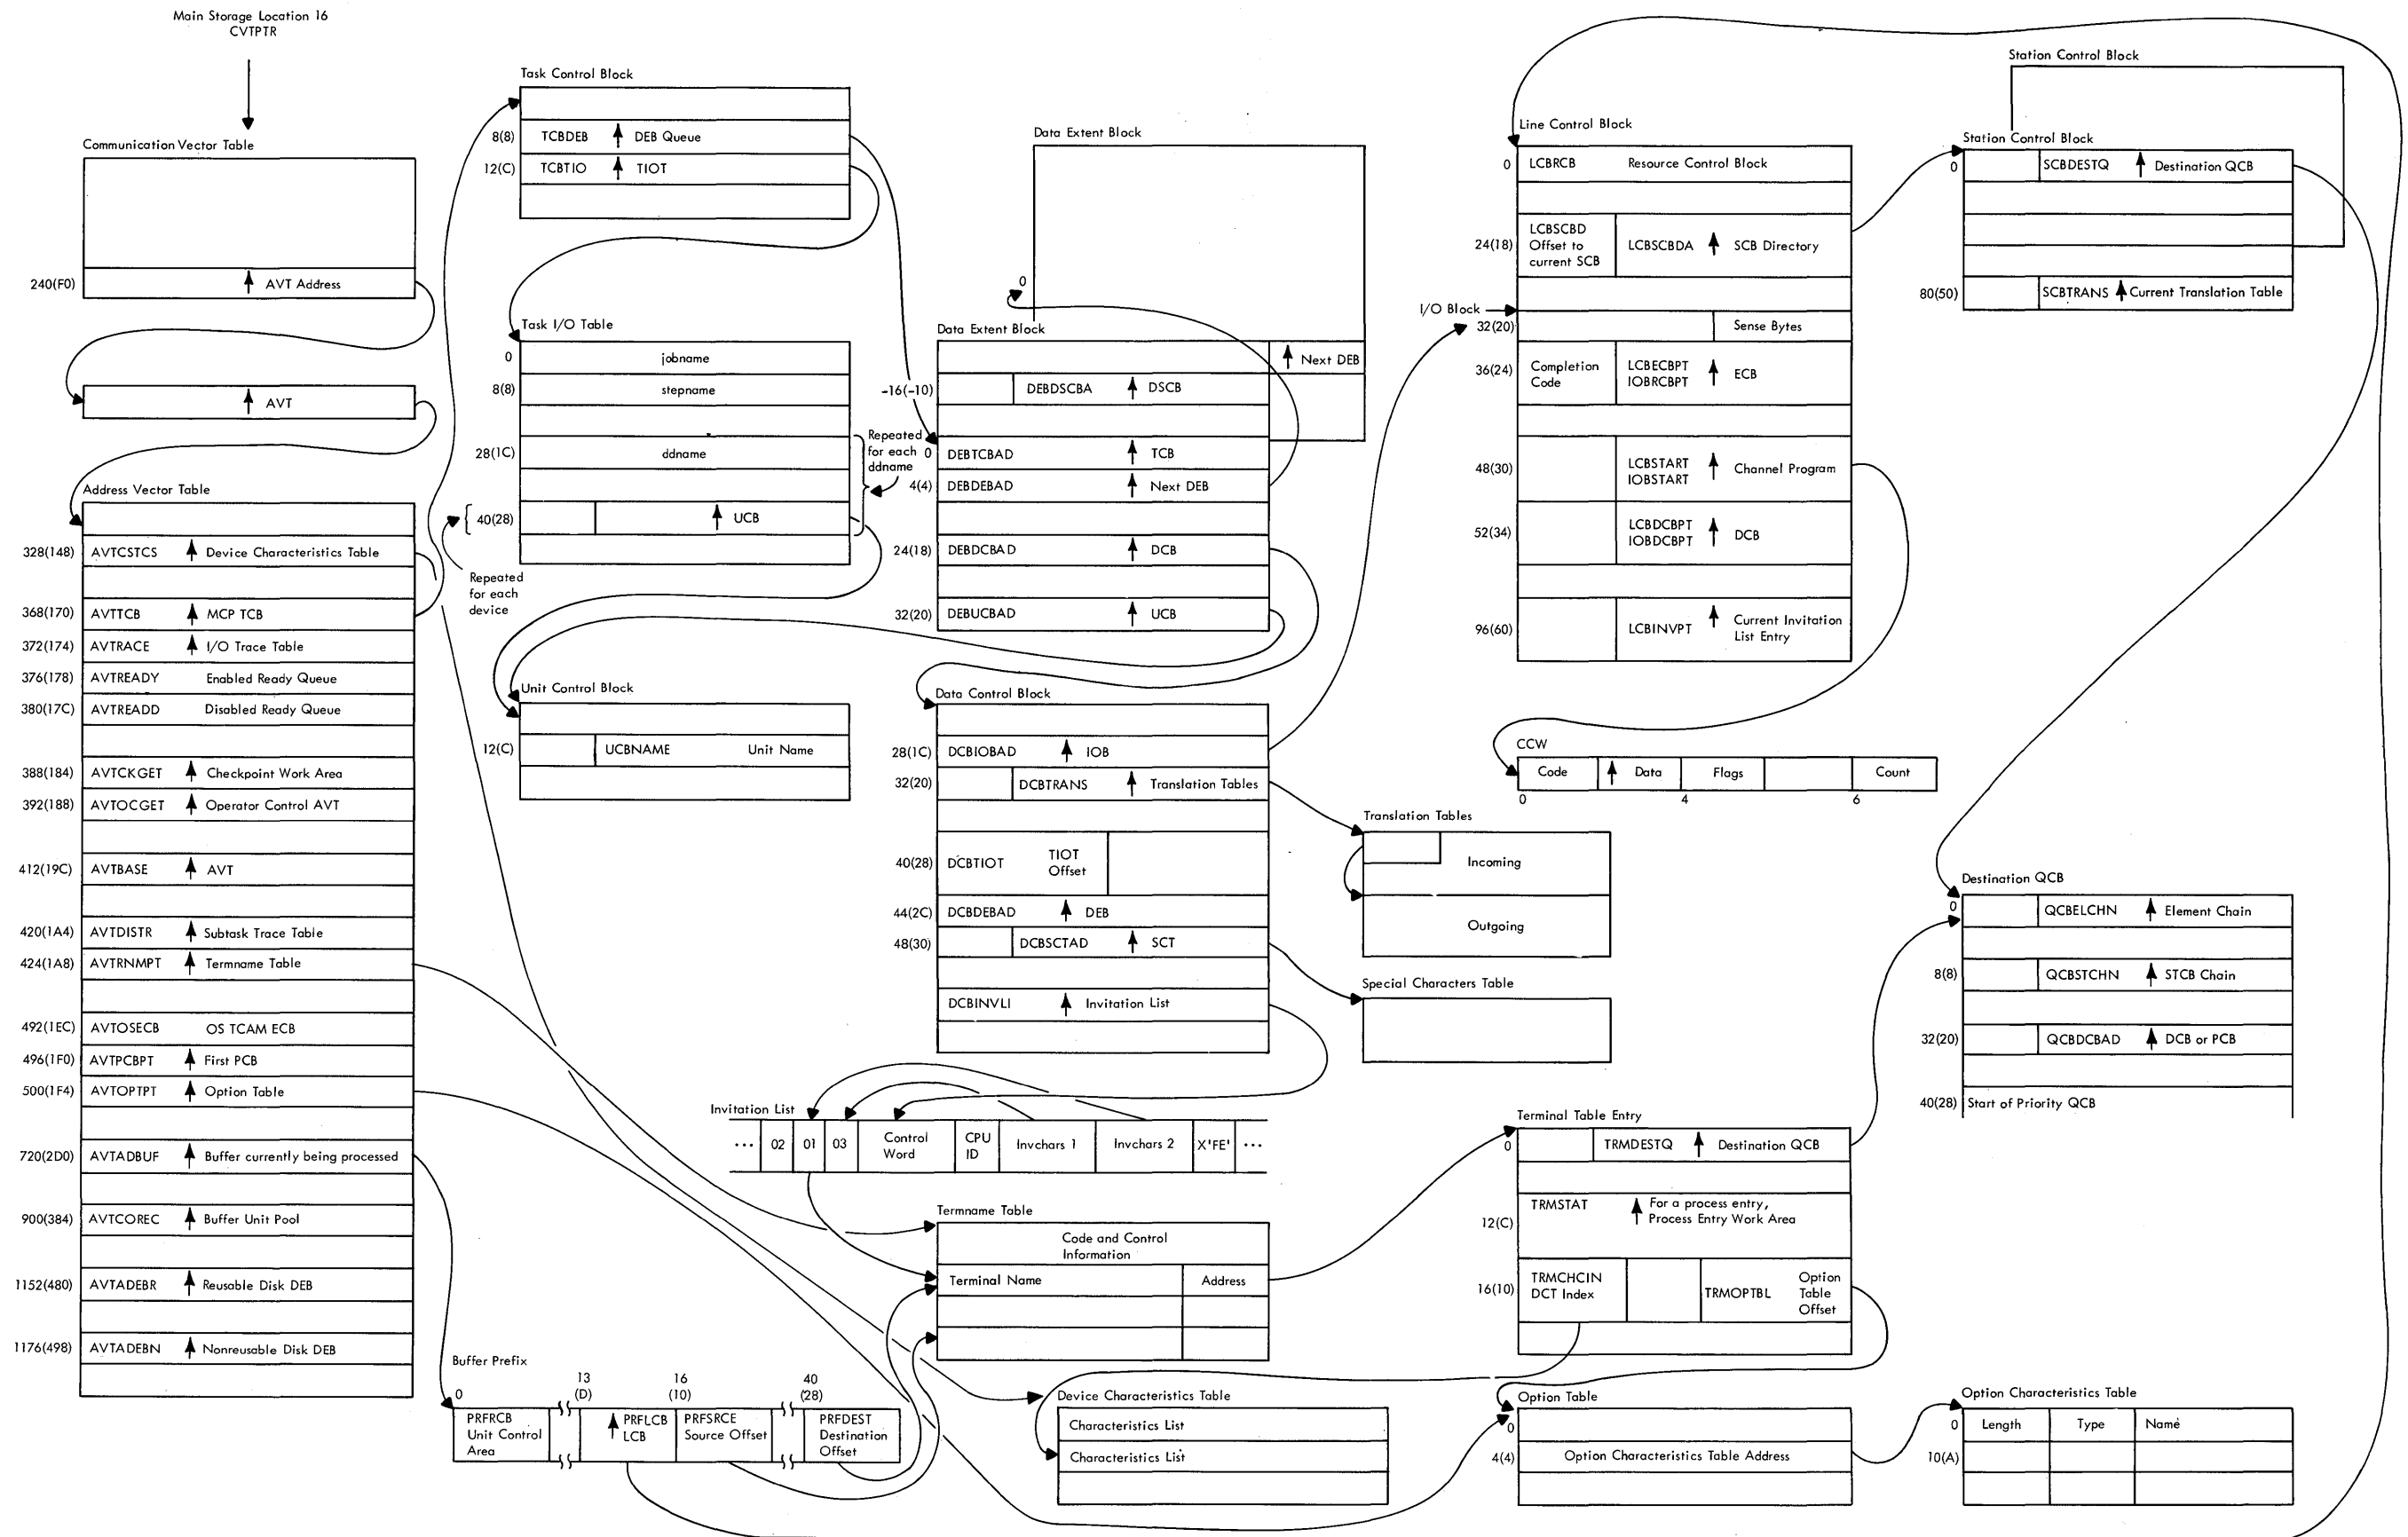 Main Storage Location 16
CVTPTR
Communication Vector Table
240(F0) AVT Address
AVT
Address Vector Table
328(148) AVTCSTCS Device Characteristics Table
368(170) AVTTCB MCP TCB
372(174) AVTRACE I/O Trace Table
376(178) AVTREADY Enabled Ready Queue
380(17C) AVTREADD Disabled Ready Queue
388(184) AVTCKGET Checkpoint Work Area
392(188) AVTOCGET Operator Control AVT
412(19C) AVTBASE AVT
420(1A4) AVTDISTR Subtask Trace Table
424(1A8) AVTRNMPT Termname Table
492(1EC) AVTOSECB OS TCAM ECB
496(1F0) AVTPCBPT First PCB
500(1F4) AVTOPTPT Option Table
720(2D0) AVTADBUF Buffer currently being processed
900(384) AVTCOREC Buffer Unit Pool
1152(480) AVTADEBR Reusable Disk DEB
1176(498) AVTADEBN Nonreusable Disk DEB
Task Control Block
8(8) TCBDEB DEB Queue
12(C) TCBTIO TIOT
Task I/O Table
0 jobname
8(8) stepname
28(1C) ddname
40(28) UCB
Repeated
for each
ddname
Repeated
for each
device
Unit Control Block
12(C) UCBNAME Unit Name
Data Extent Block
0
Next DEB
Data Extent Block
-16(-10) DEBDSCBA DSCB
0 DEBTCBAD TCB
4(4) DEBDEBAD Next DEB
24(18) DEBDCBAD DCB
32(20) DEBUCBAD UCB
Data Control Block
28(1C) DCBIOBAD IOB
32(20) DCBTRANS Translation Tables
40(28) DCBTIOT TIOT
Offset
44(2C) DCBDEBAD DEB
48(30) DCBSCTAD SCT
DCBINVLI Invitation List
Translation Tables
Incoming
Outgoing
Special Characters Table
Invitation List
... 02 01 03 Control
Word CPU
ID Invchars 1 Invchars 2 X'FE' ...
Termname Table
Code and Control
Information
Terminal Name Address
Buffer Prefix
0 13
(D) 16
(10) 40
(28)
PRFRCB
Unit Control
Area
PRFLCB
LCB
PRFSRCE
Source Offset
PRFDEST
Destination
Offset
Device Characteristics Table
Characteristics List
Characteristics List
Line Control Block
0 LCBRCB Resource Control Block
24(18) LCBSCBD
Offset to
current SCB
LCBSCBDA SCB Directory
I/O Block
32(20) Sense Bytes
36(24) Completion
Code
LCBECBPT
IOBRCBPT
ECB
48(30) LCBSTART
IOBSTART
Channel Program
52(34) LCBDCBPT
IOBDCBPT
DCB
96(60) LCBINVPT Current Invitation
List Entry
CCW
Code Data Flags Count
0 4 6
Station Control Block
Station Control Block
0 SCBDESTQ Destination QCB
80(50) SCBTRANS Current Translation Table
Destination QCB
0 QCBELCHN Element Chain
8(8) QCBSTCHN STCB Chain
32(20) QCBDCBAD DCB or PCB
40(28) Start of Priority QCB
Terminal Table Entry
0 TRMDESTQ Destination QCB
12(C) TRMSTAT For a process entry,
Process Entry Work Area
16(10) TRMCHCIN
DCT Index
TRMOPTBL Option
Table
Offset
Option Table
0
4(4) Option Characteristics Table Address
Option Characteristics Table
0 Length Type Name
10(A)